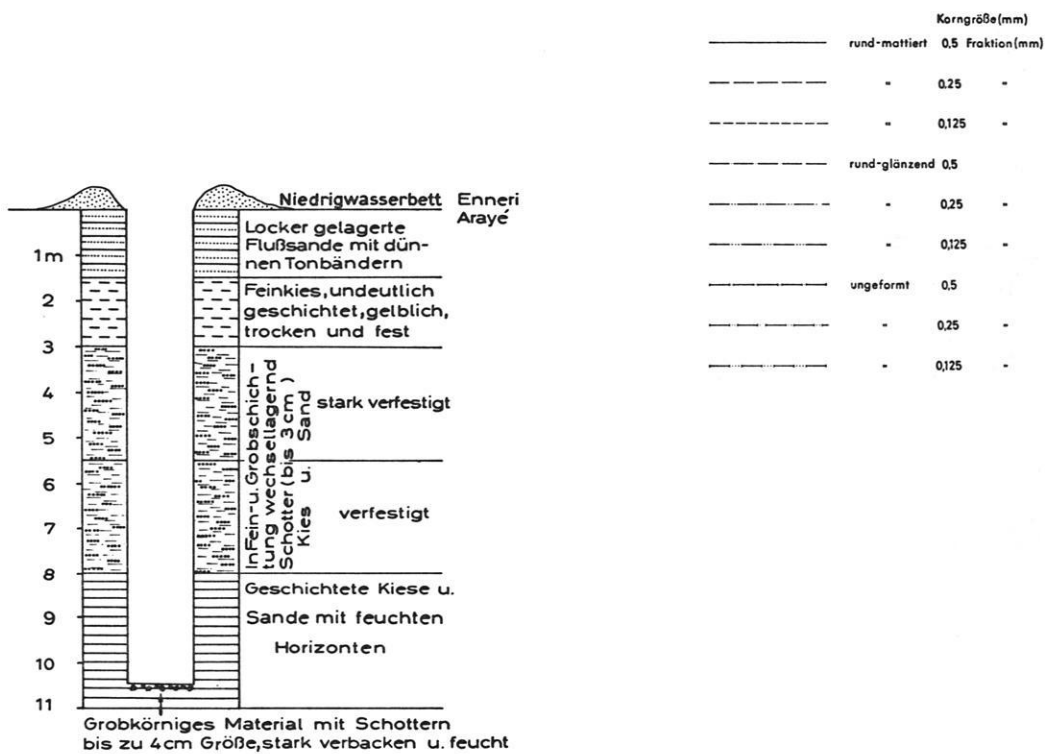 Korngröße(mm)
rund-mattiert 0,5 Fraktion(mm)
" 0,25 "
" 0,125 "
rund-glänzend 0,5
" 0,25 "
" 0,125 "
ungeformt 0,5
" 0,25 "
" 0,125 "
Niedrigwasserbett Enneri
Arayé
Locker gelagerte
Flußsande mit dün-
nen Tonbändern
Feinkies, undeutlich
geschichtet, gelblich,
trocken und fest
In Fein- u. Grobschich-
tung wechsellagernd
Schotter (bis 3 cm)
Kies u. Sand
stark verfestigt
verfestigt
Geschichtete Kiese u.
Sande mit feuchten
Horizonten
1m
2
3
4
5
6
7
8
9
10
11
Grobkörniges Material mit Schottern
bis zu 4cm Größe, stark verbacken u. feucht